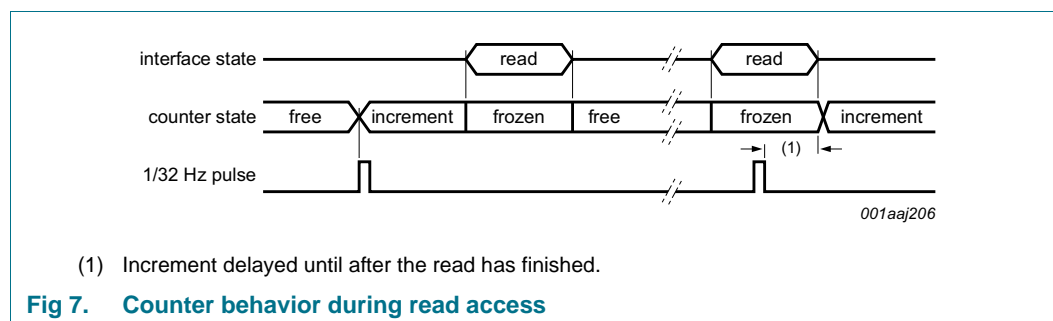 interface state read read
counter state free increment frozen free frozen increment
(1)
1/32 Hz pulse
001aaj206
(1) Increment delayed until after the read has finished.
Fig 7. Counter behavior during read access